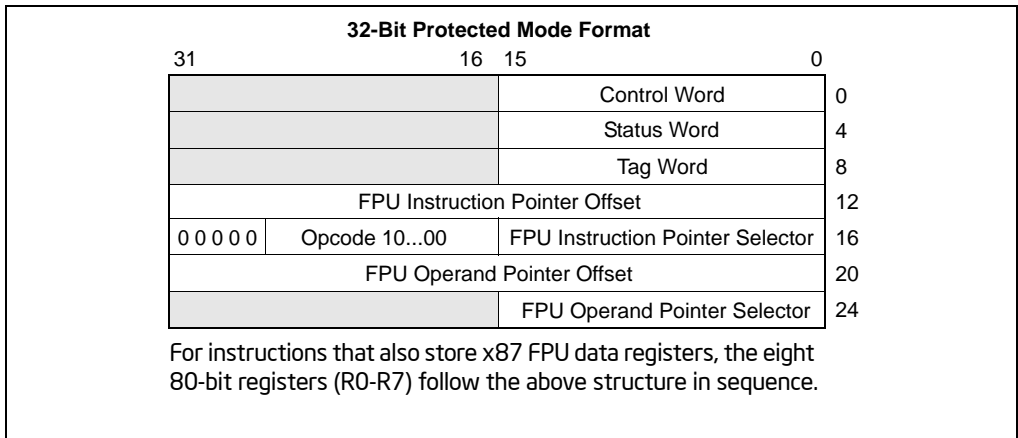 32-Bit Protected Mode Format
31 16 15 0
Control Word 0
Status Word 4
Tag Word 8
FPU Instruction Pointer Offset 12
0 0 0 0 0 Opcode 10...00 FPU Instruction Pointer Selector 16
FPU Operand Pointer Offset 20
FPU Operand Pointer Selector 24
For instructions that also store x87 FPU data registers, the eight
80-bit registers (R0-R7) follow the above structure in sequence.